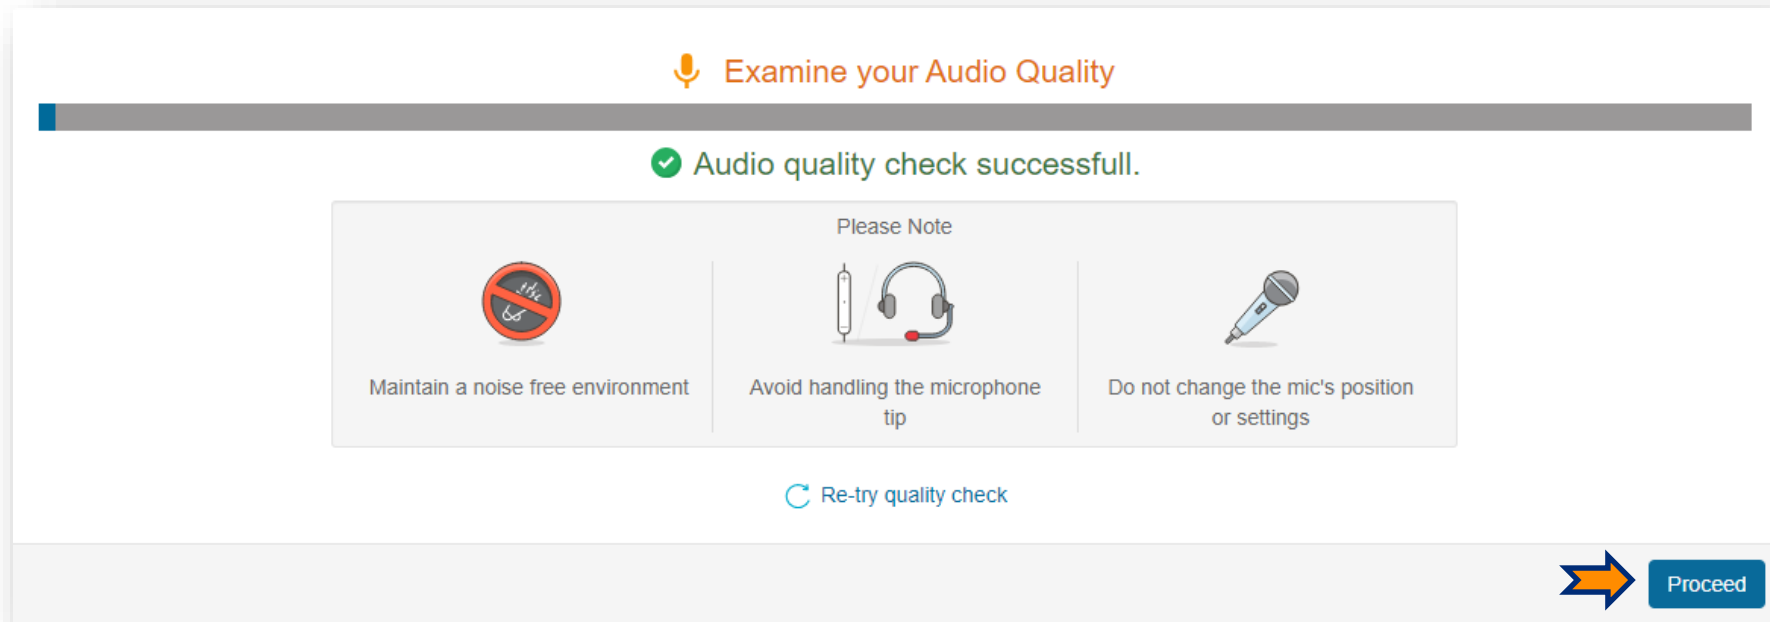 Examine your Audio Quality
Audio quality check successfull.
Please Note
Maintain a noise free environment
Avoid handling the microphone
tip
Do not change the mic's position
or settings
Re-try quality check
Proceed